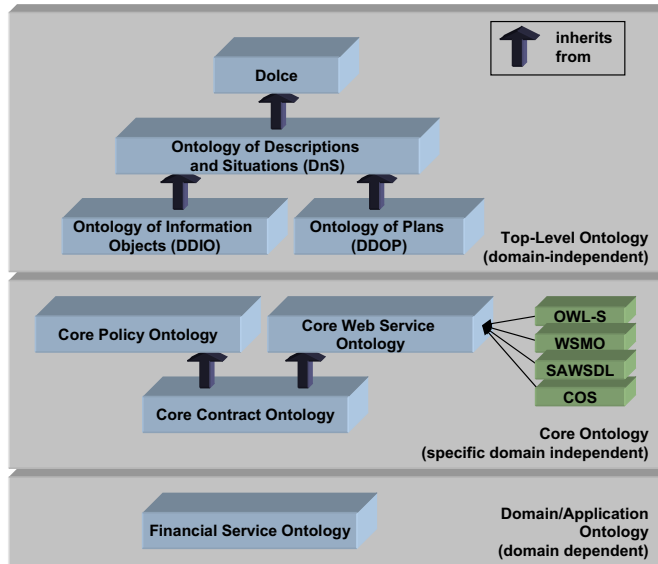 inherits
from
Dolce
Ontology of Descriptions
and Situations (DnS)
Ontology of Information
Objects (DDIO)
Ontology of Plans
(DDOP)
Top-Level Ontology
(domain-independent)
Core Policy Ontology
Core Web Service
Ontology
OWL-S
WSMO
SAWSDL
COS
Core Contract Ontology
Core Ontology
(specific domain independent)
Financial Service Ontology
Domain/Application
Ontology
(domain dependent)